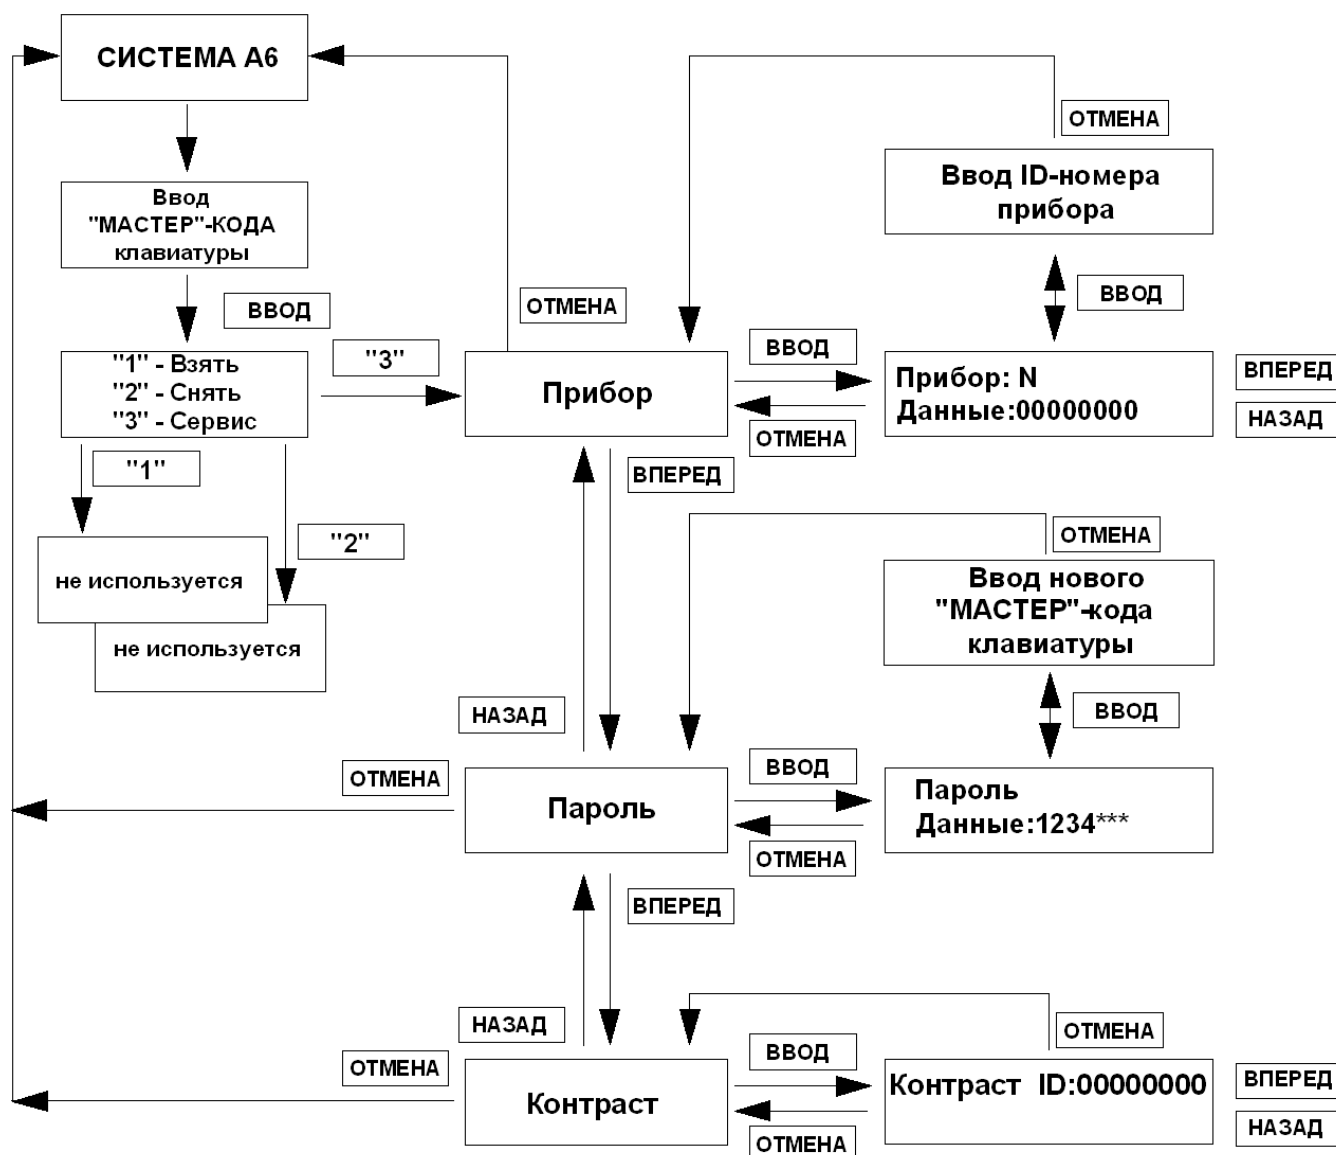 СИСТЕМА А6
ОТМЕНА
Ввод ID-номера
прибора
Ввод
"МАСТЕР"-КОДА
клавиатуры
ВВОД
ОТМЕНА
ВВОД
"1" - Взять
"2" - Снять
"3" - Сервис
"3"
Прибор
ВВОД
ОТМЕНА
Прибор: N
Данные:00000000
ВПЕРЕД
НАЗАД
"1"
"2"
не используется
не используется
ВПЕРЕД
ОТМЕНА
Ввод нового
"МАСТЕР"-кода
клавиатуры
НАЗАД
ВВОД
ОТМЕНА
Пароль
ВВОД
ОТМЕНА
Пароль
Данные:1234***
ВПЕРЕД
НАЗАД
ОТМЕНА
ОТМЕНА
Контраст
ВВОД
ОТМЕНА
Контраст ID:00000000
ВПЕРЕД
НАЗАД